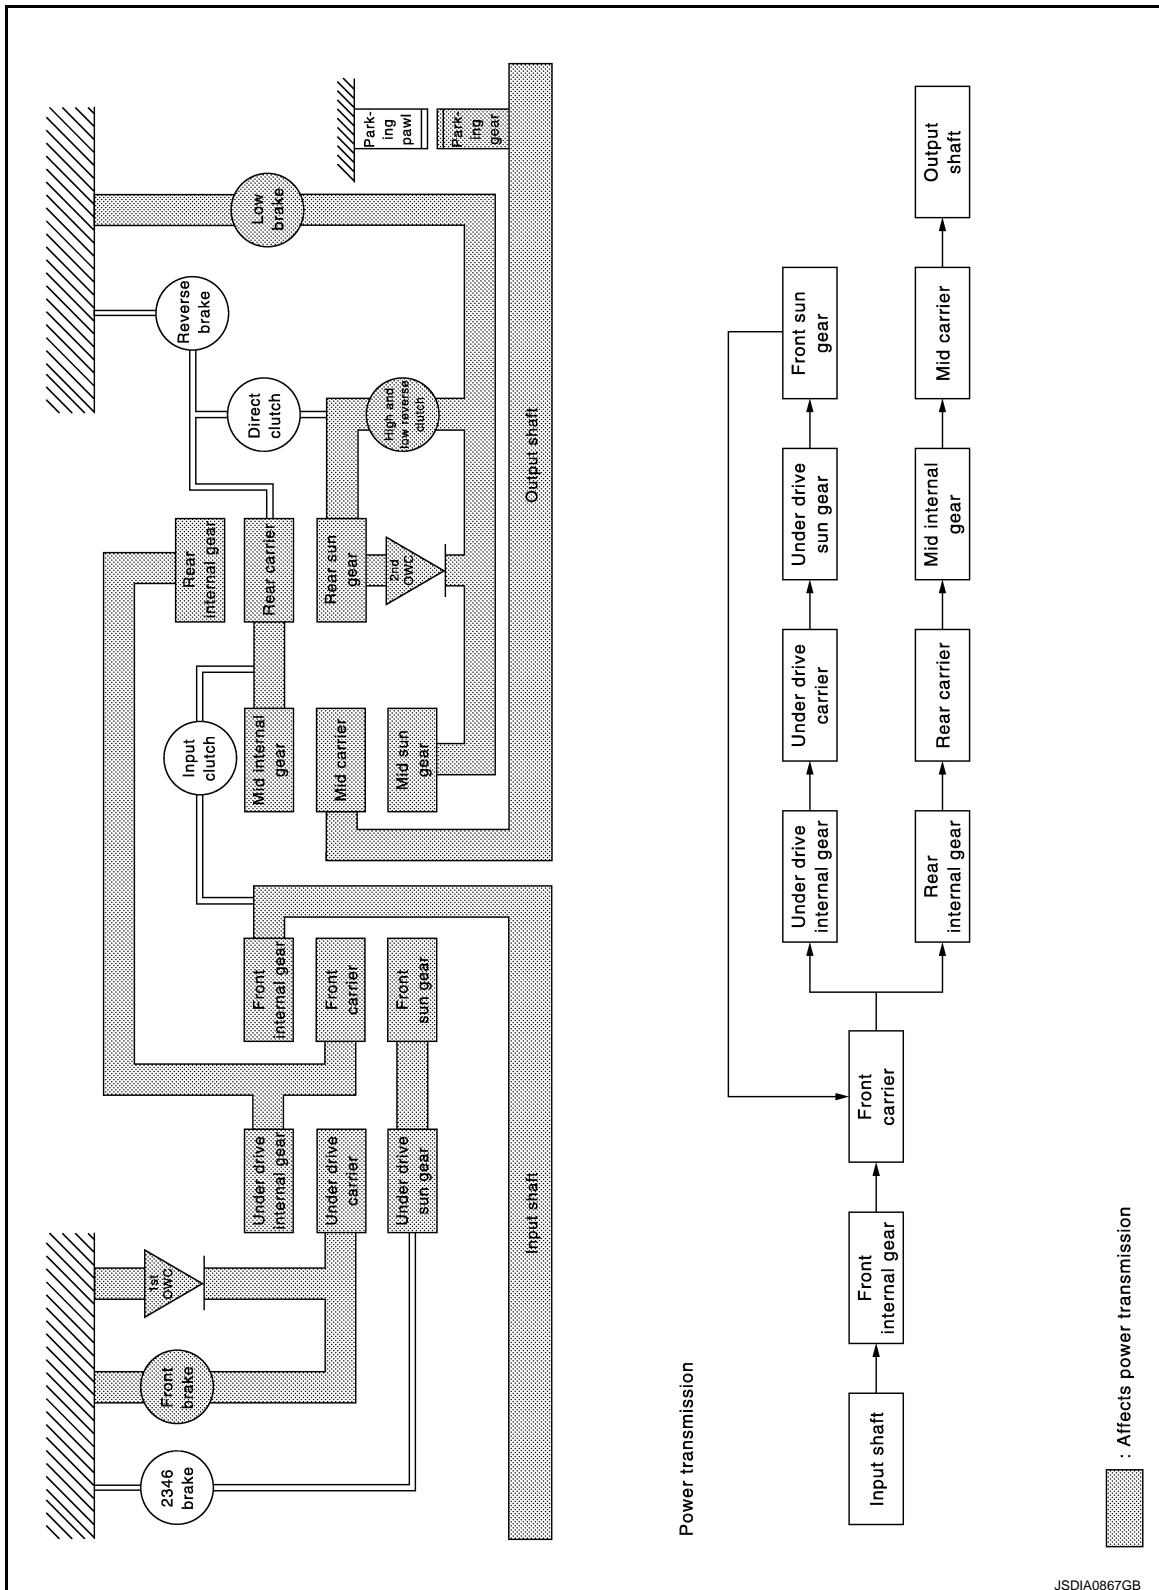 2346
brake
Front
brake
1st
OWC
Under drive
internal gear
Under drive
carrier
Under drive
sun gear
Front
internal gear
Front
carrier
Front
sun gear
Input shaft
Input
clutch
Mid internal
gear
Mid carrier
Mid sun
gear
Rear
internal gear
Rear carrier
Rear sun
gear
2nd
OWC
Direct
clutch
High and
low reverse
clutch
Reverse
brake
Low
brake
Output shaft
Park-
ing
pawl
Park-
ing
gear
Power transmission
Input shaft
Front
internal gear
Front
carrier
Under drive
internal gear
Under drive
carrier
Under drive
sun gear
Front sun
gear
Rear
internal gear
Rear carrier
Mid internal
gear
Mid carrier
Output
shaft
: Affects power transmission
JSDIA0867GB